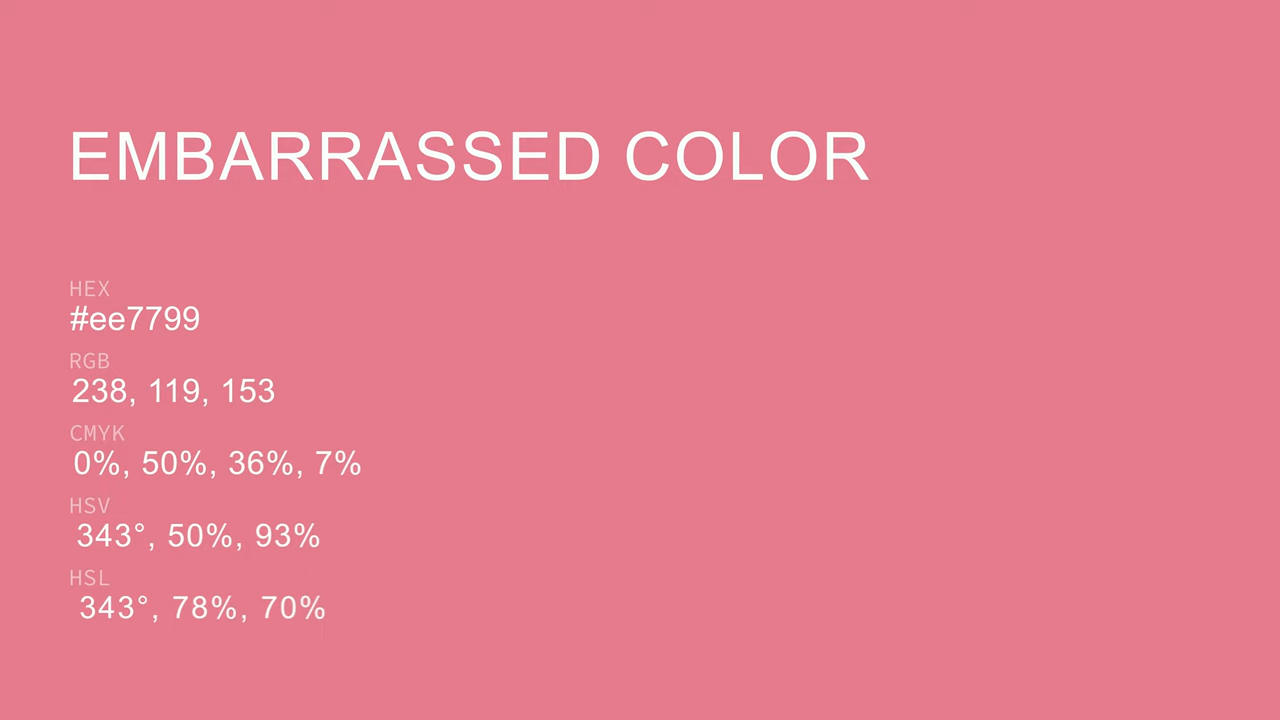 EMBARRASSED COLOR
HEX
#ee7799
RGB
238, 119, 153
CMYK
0%, 50%, 36%, 7%
HSV
343°, 50%, 93%
HSL
343°, 78%, 70%